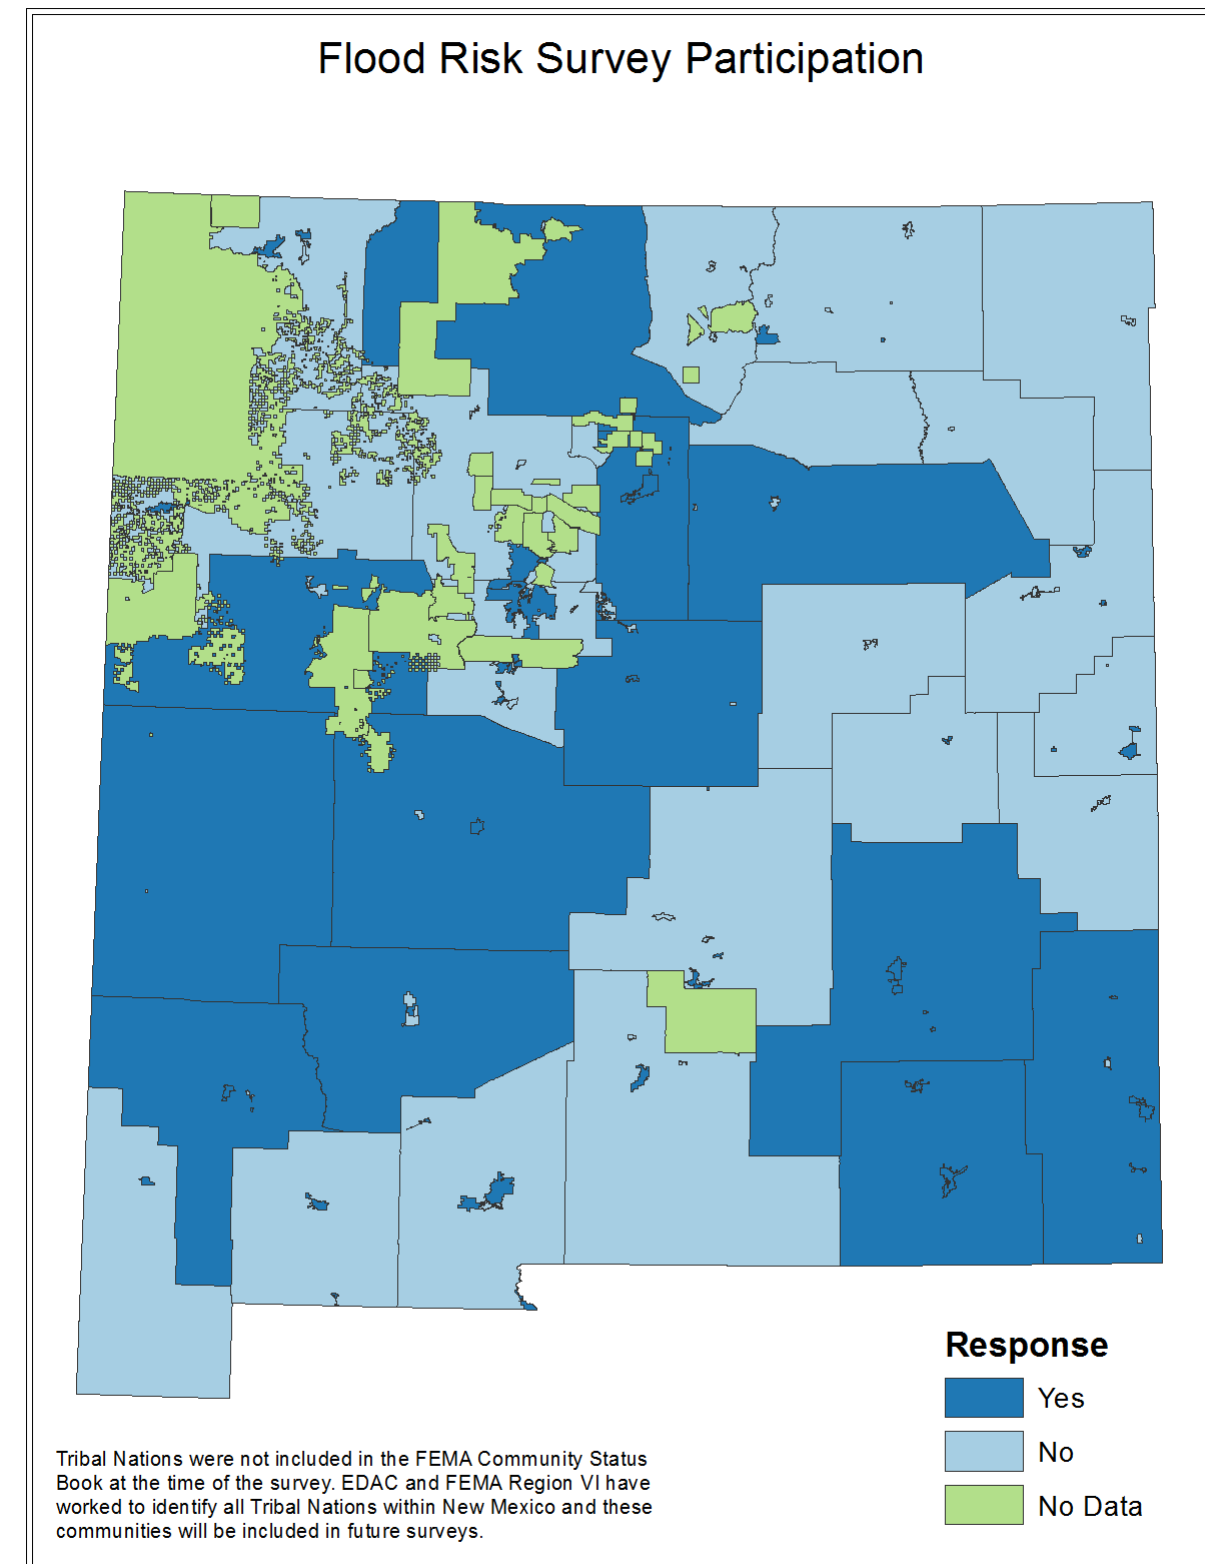 Flood Risk Survey Participation
Response
Yes
No
No Data
Tribal Nations were not included in the FEMA Community Status
Book at the time of the survey. EDAC and FEMA Region VI have
worked to identify all Tribal Nations within New Mexico and these
communities will be included in future surveys.